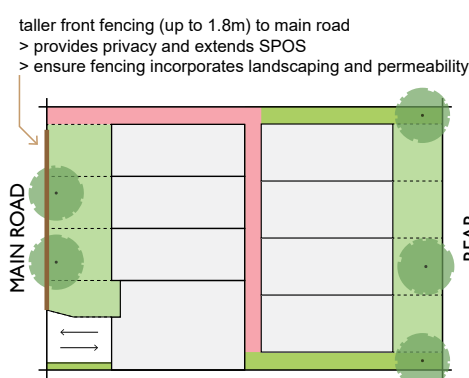 taller front fencing (up to 1.8m) to main road
> provides privacy and extends SPOS
> ensure fencing incorporates landscaping and permeability
MAIN ROAD
REAR